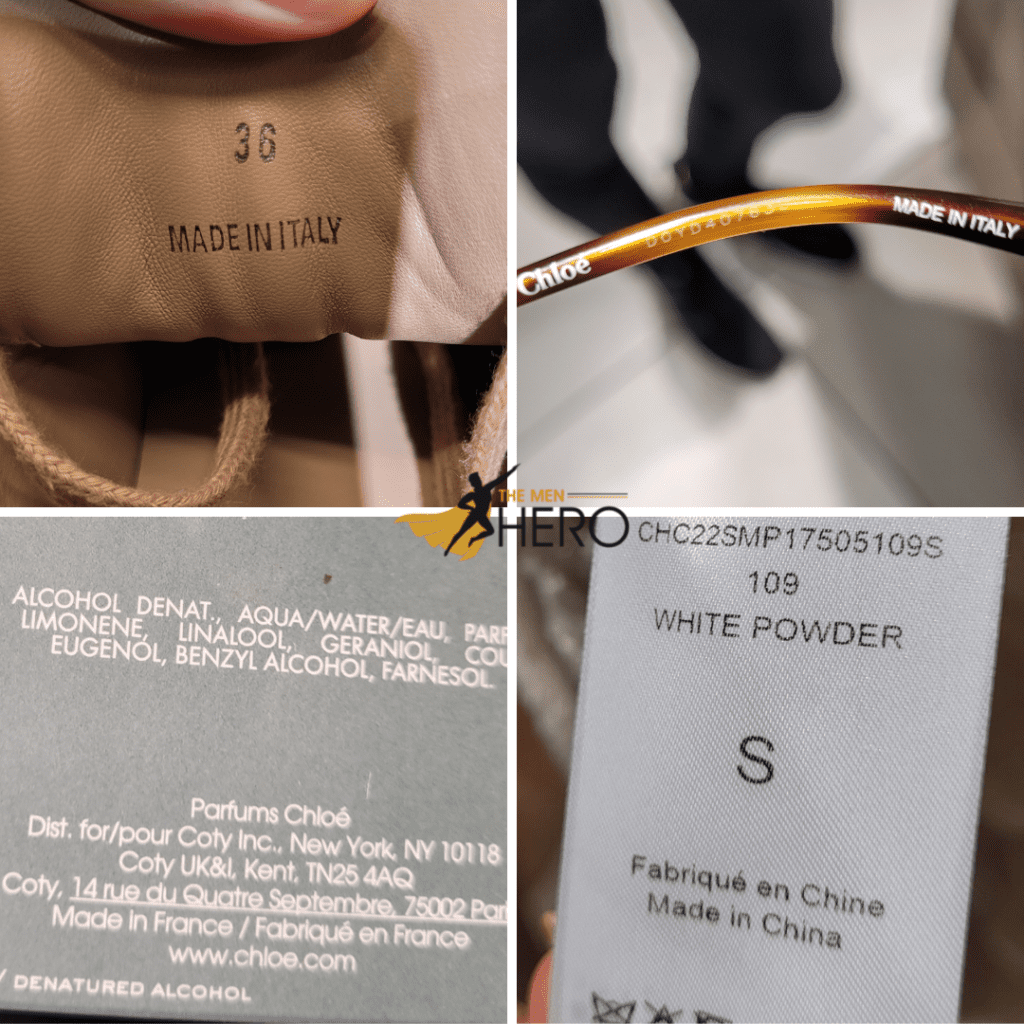 36
MADE IN ITALY
Chloé
MADE IN ITALY
THE MEN
HERO
ALCOHOL DENAT., AQUA/WATER/EAU,
LIMONENE, LINALOOL, GERANIOL,
EUGENOL, BENZYL ALCOHOL, FARNESOL.
Parfums Chloé
Dist. for/pour Coty Inc., New York, NY 10118
Coty UK&I, Kent, TN25 4AQ
Coty, 14 rue du Quatre Septembre, 75002
Made in France / Fabriqué en France
www.chloe.com
/ DENATURED ALCOHOL
CHC22SMP17505109S
109
WHITE POWDER
S
Fabriqué en Chine
Made in China